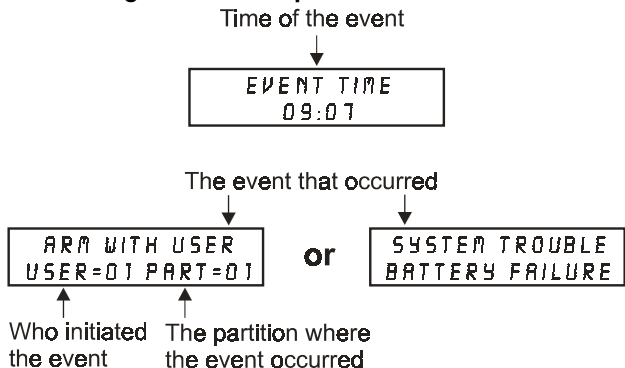 Time of the event
EVENT TIME
09:07
The event that occurred
ARM WITH USER
USER=01 PART=01
or
SYSTEM TROUBLE
BATTERY FAILURE
Who initiated
the event
The partition where
the event occurred